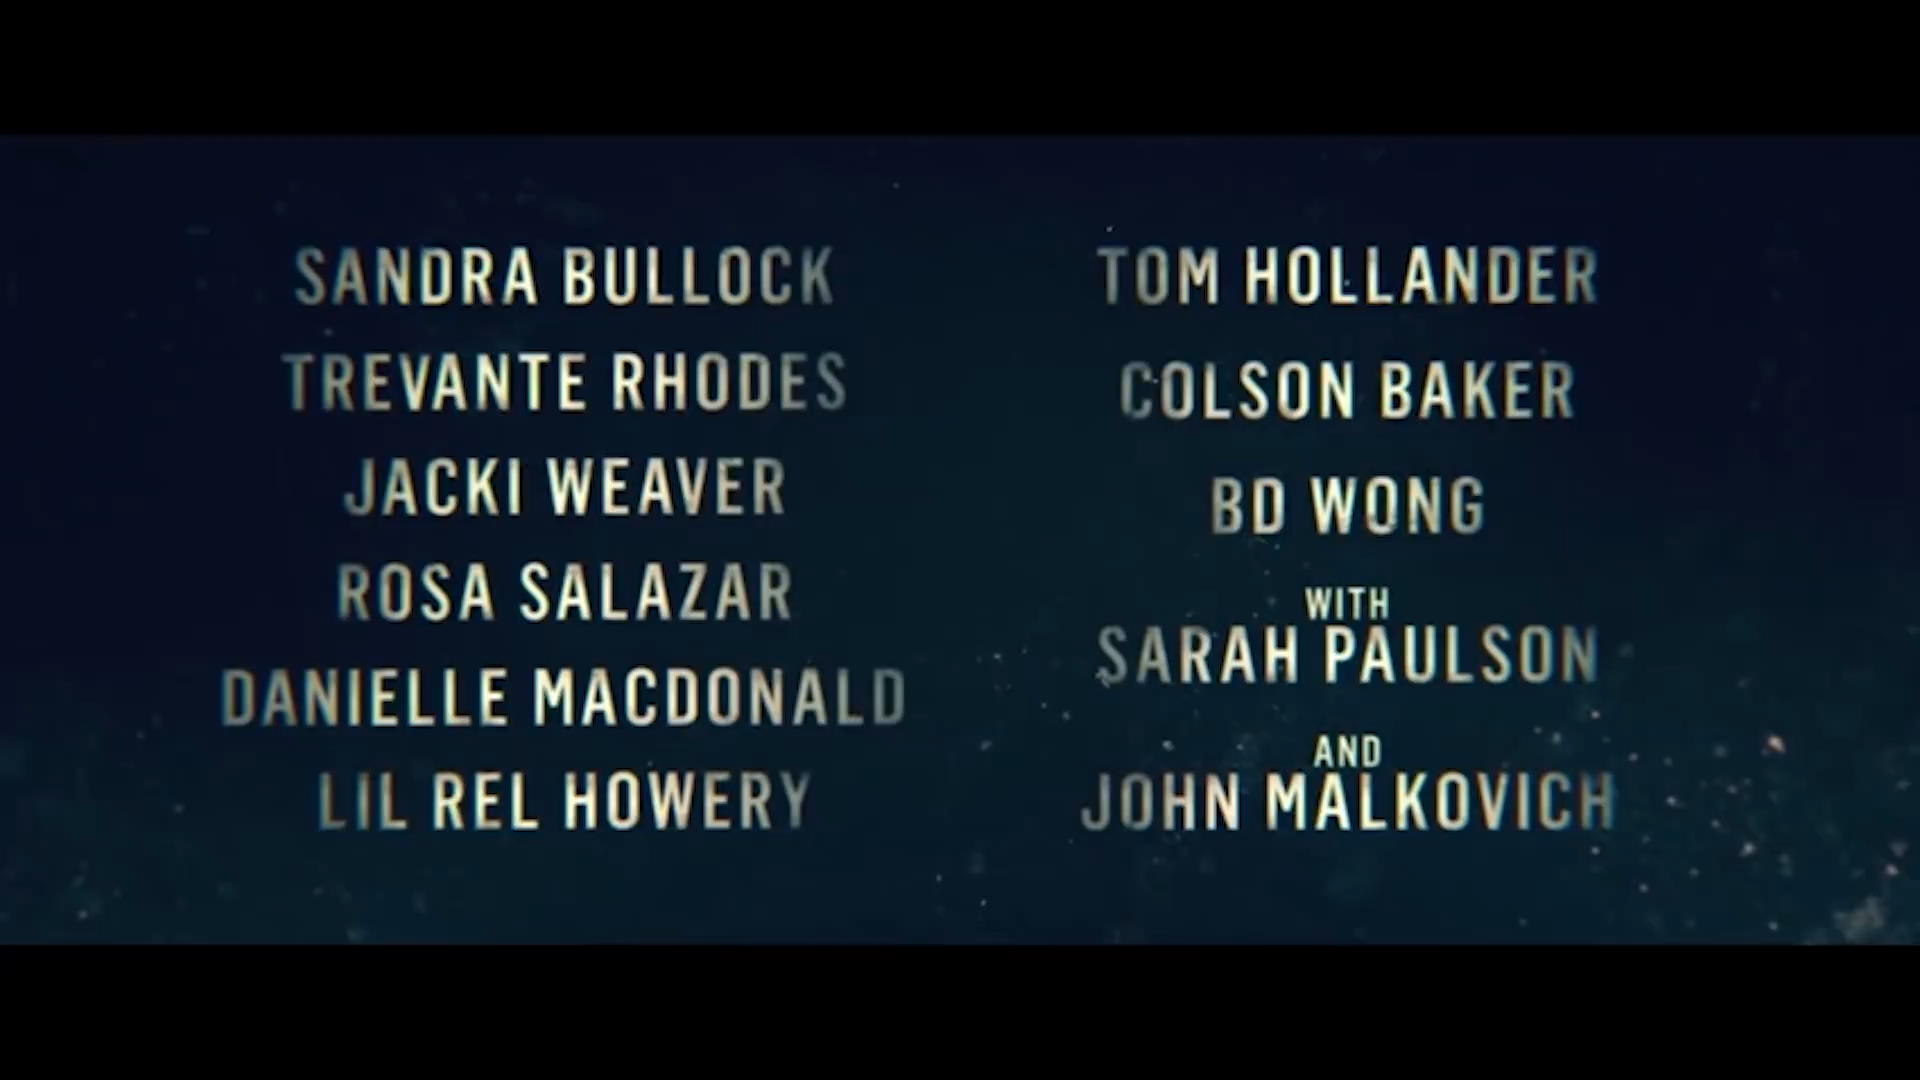 SANDRA BULLOCK
TREVANTE RHODES
JACKI WEAVER
ROSA SALAZAR
DANIELLE MACDONALD
LIL REL HOWERY
TOM HOLLANDER
COLSON BAKER
BD WONG
WITH
SARAH PAULSON
AND
JOHN MALKOVICH